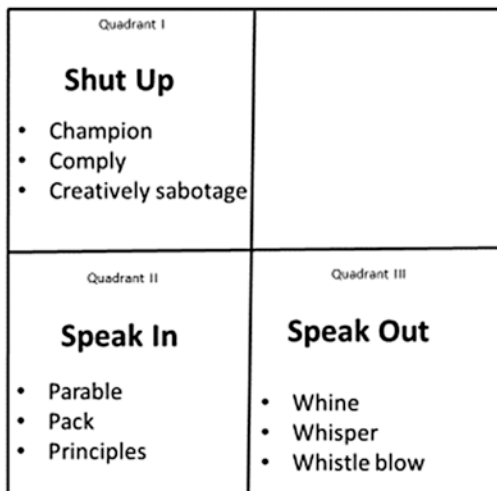 Quadrant I
Shut Up
• Champion
• Comply
• Creatively sabotage
Quadrant II
Speak In
• Parable
• Pack
• Principles
Quadrant III
Speak Out
• Whine
• Whisper
• Whistle blow